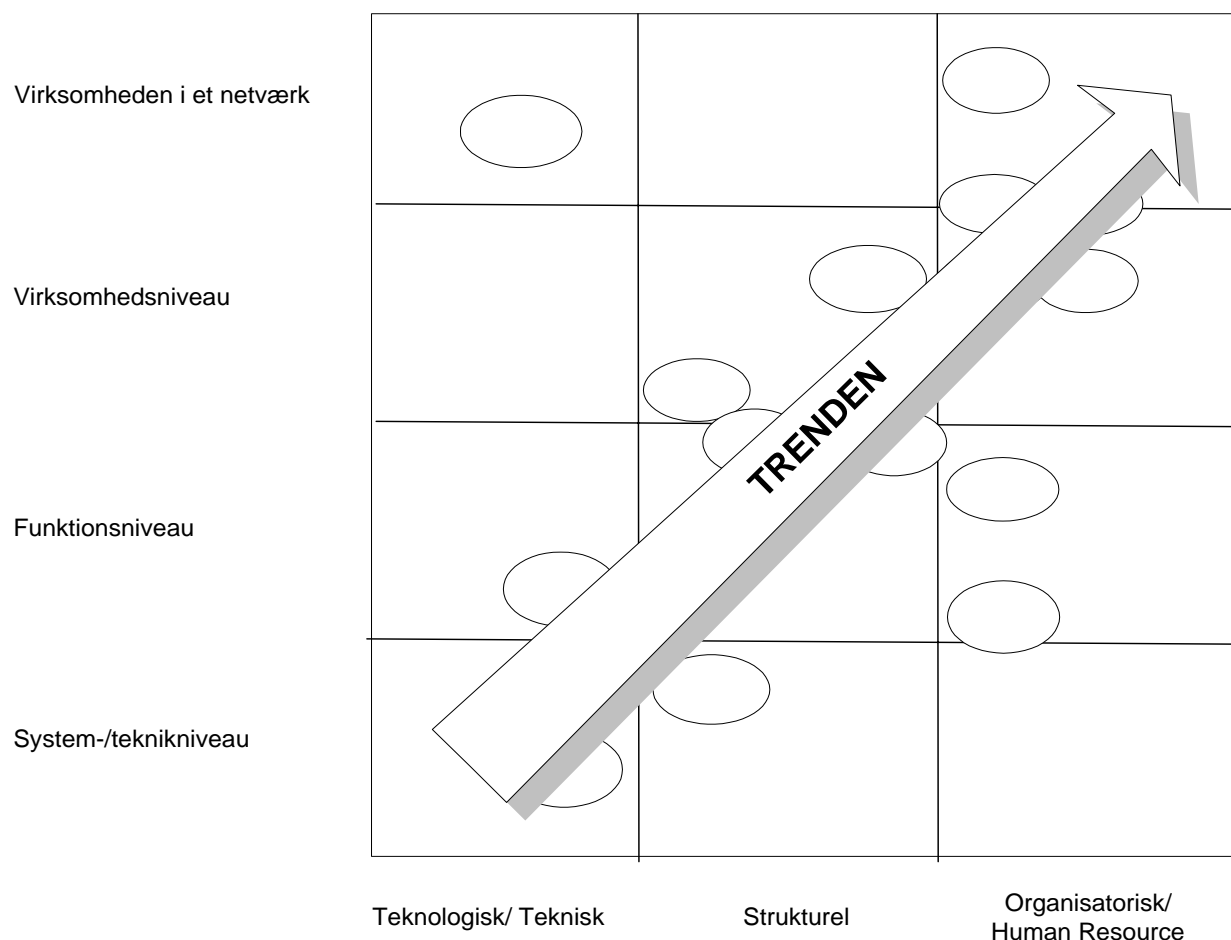 Virksomheden i et netværk
Virksomhedsniveau
TRENDEN
Funktionsniveau
System-/teknikniveau
Teknologisk/ Teknisk
Strukturel
Organisatorisk/
Human Resource